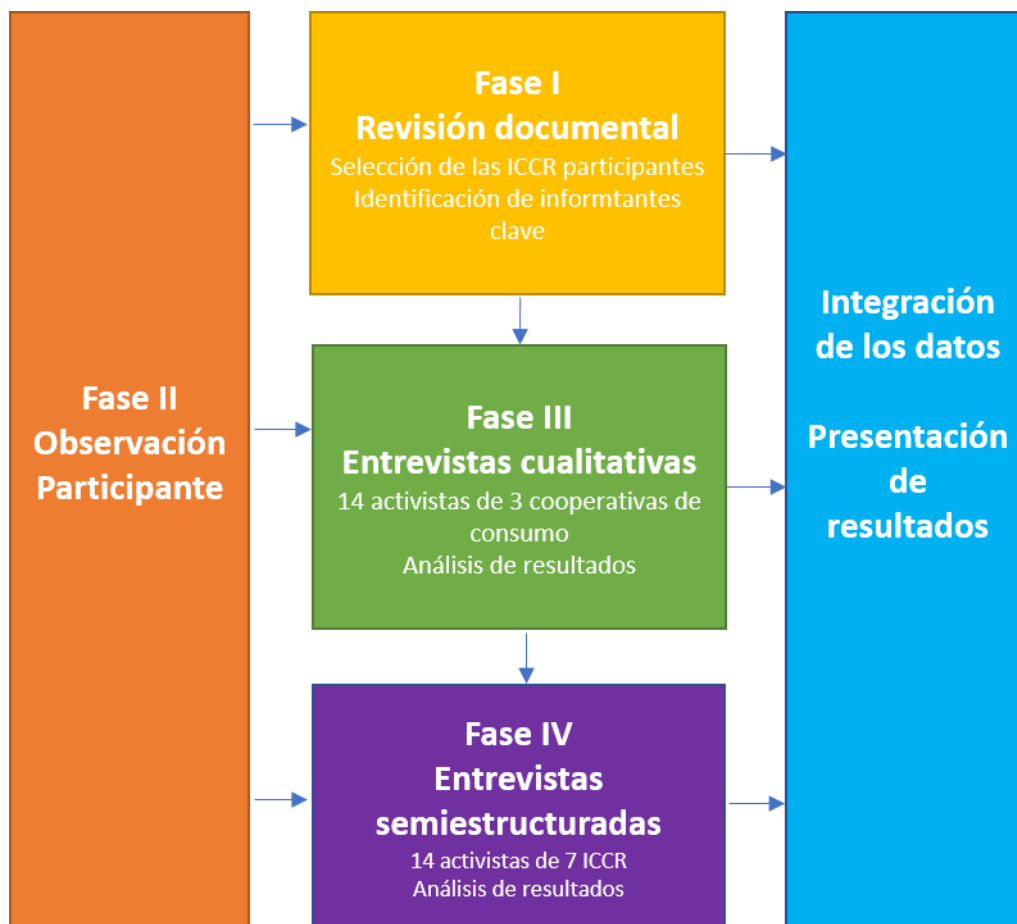 Fase II
Observación
Participante
Fase I
Revisión documental
Selección de las ICCR participantes
Identificación de informtantes
clave
Fase III
Entrevistas cualitativas
14 activistas de 3 cooperativas de
consumo
Análisis de resultados
Fase IV
Entrevistas
semiestructuradas
14 activistas de 7 ICCR
Análisis de resultados
Integración
de los datos
Presentación
de
resultados